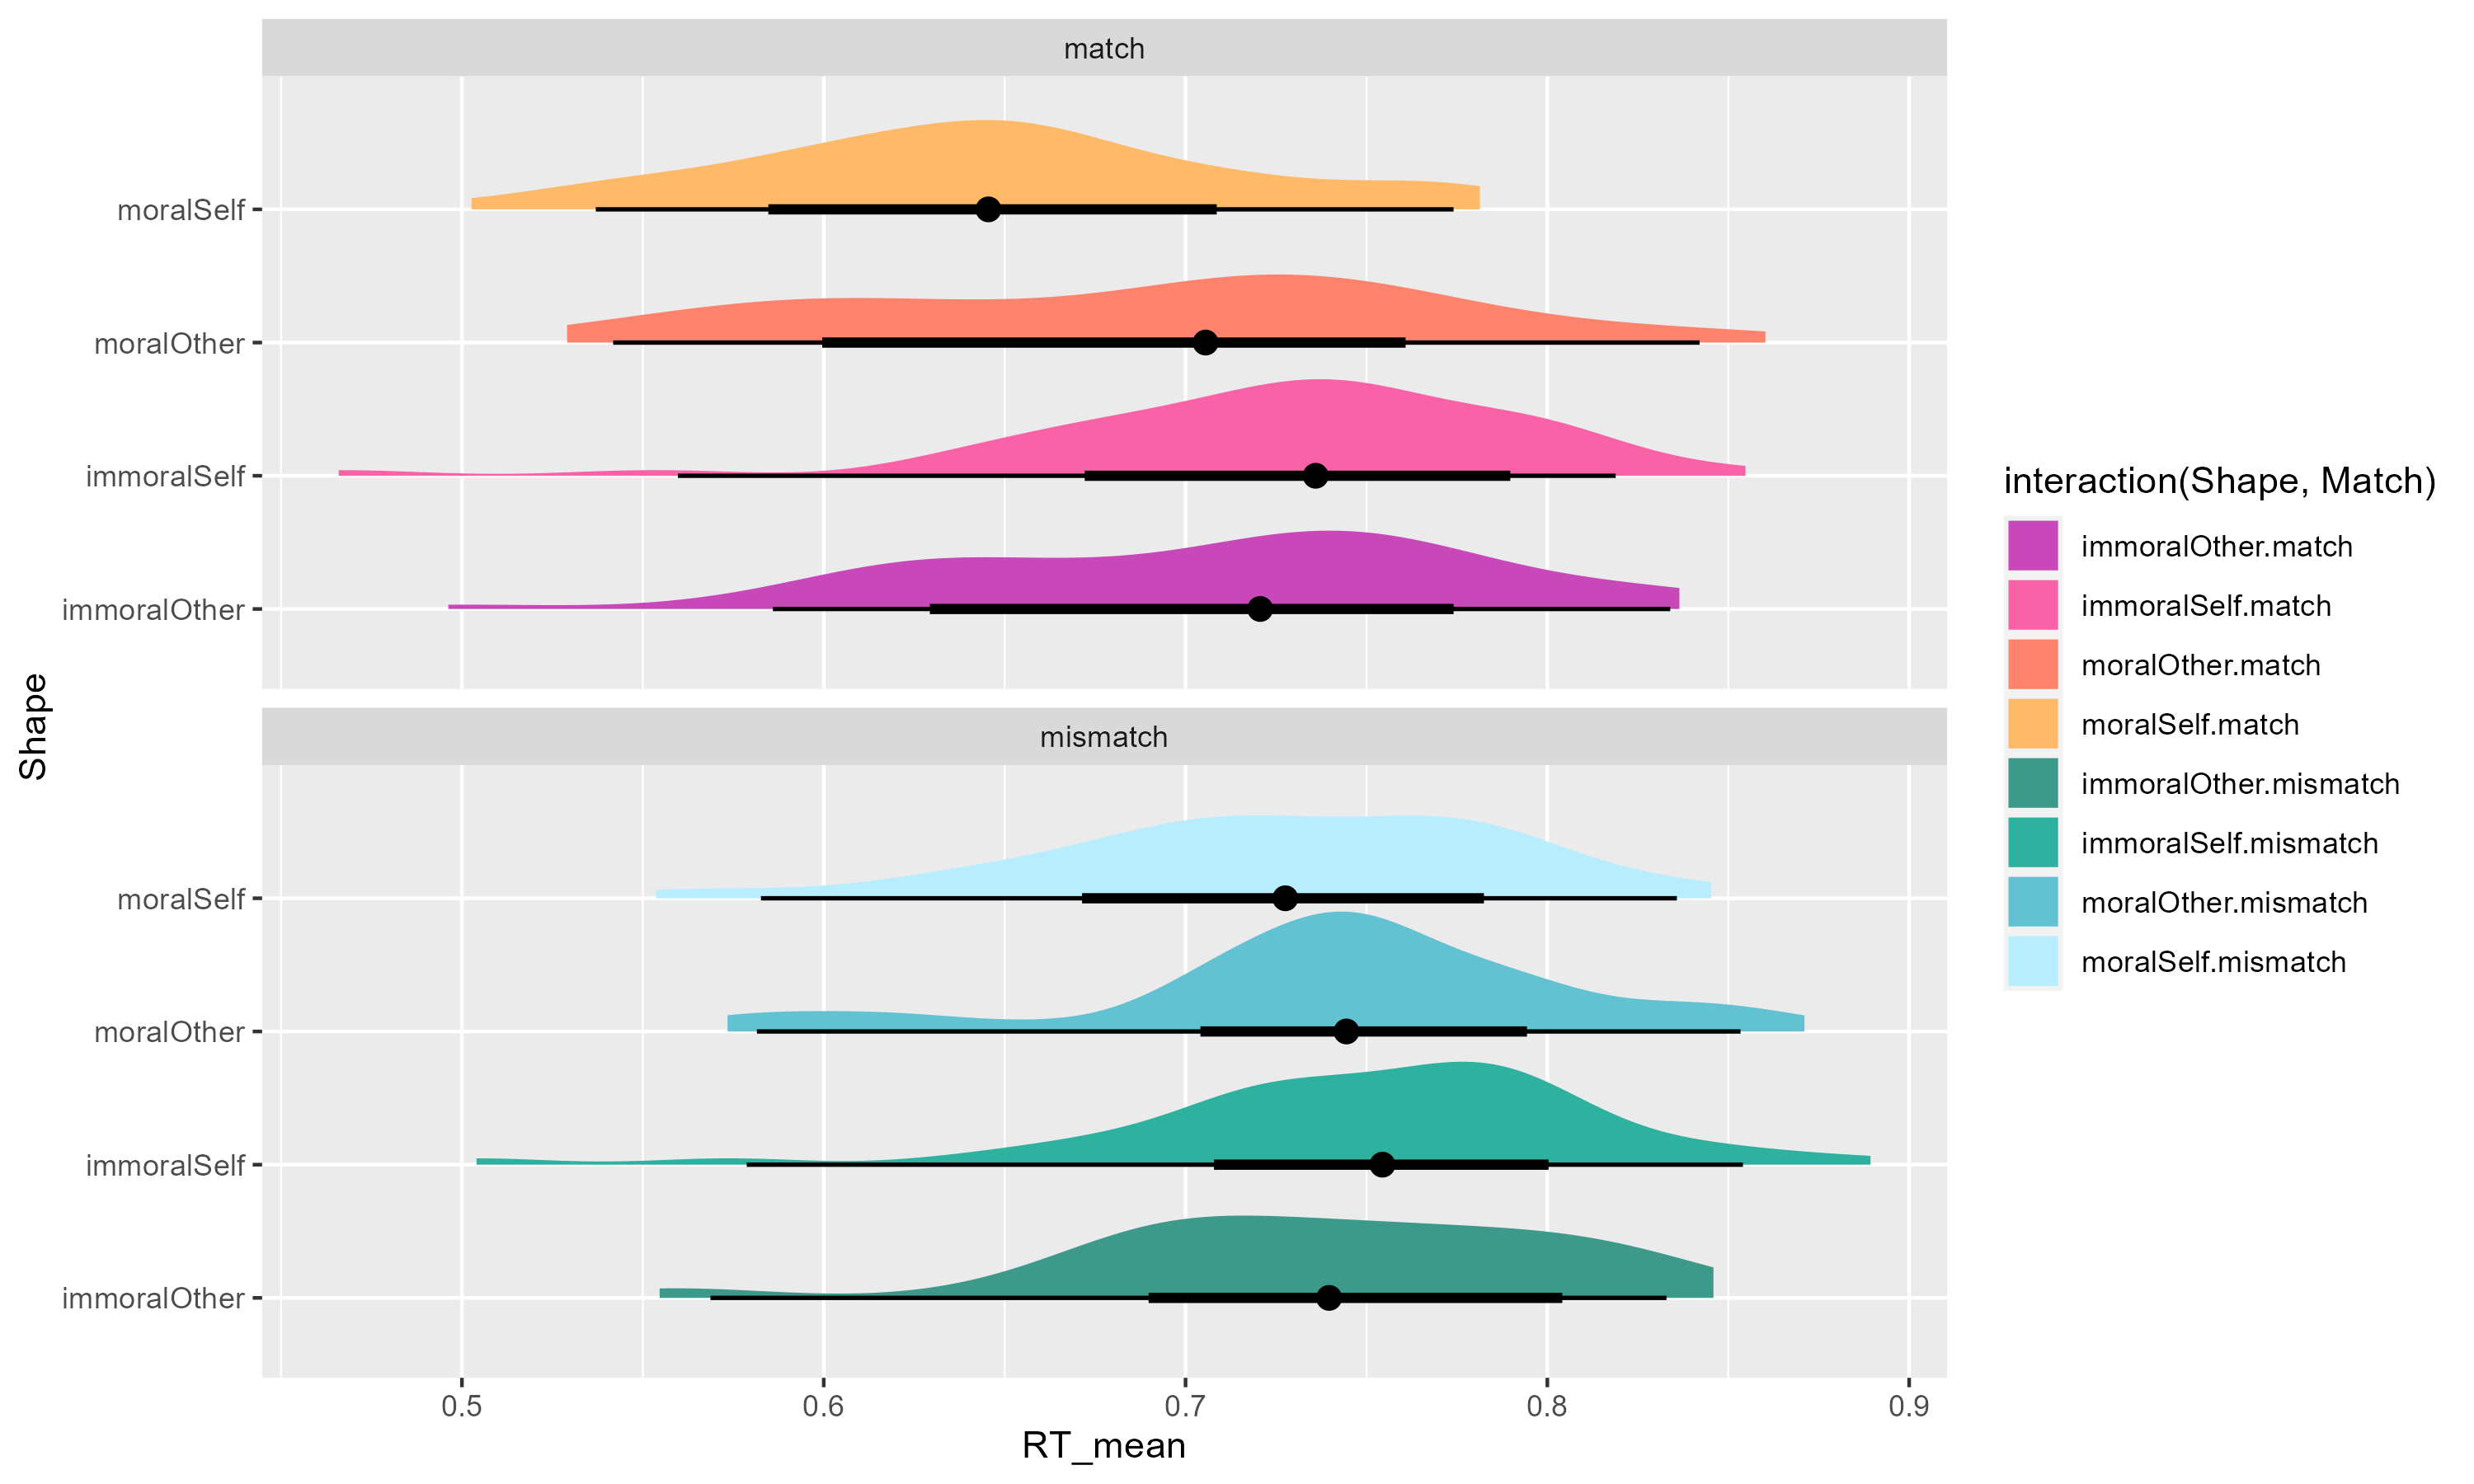 match
moralSelf
moralOther
immoralSelf
immoralOther
Shape
mismatch
moralSelf
moralOther
immoralSelf
immoralOther
0.5 0.6 0.7 0.8 0.9
RT_mean
interaction(Shape, Match)
immoralOther.match
immoralSelf.match
moralOther.match
moralSelf.match
immoralOther.mismatch
immoralSelf.mismatch
moralOther.mismatch
moralSelf.mismatch